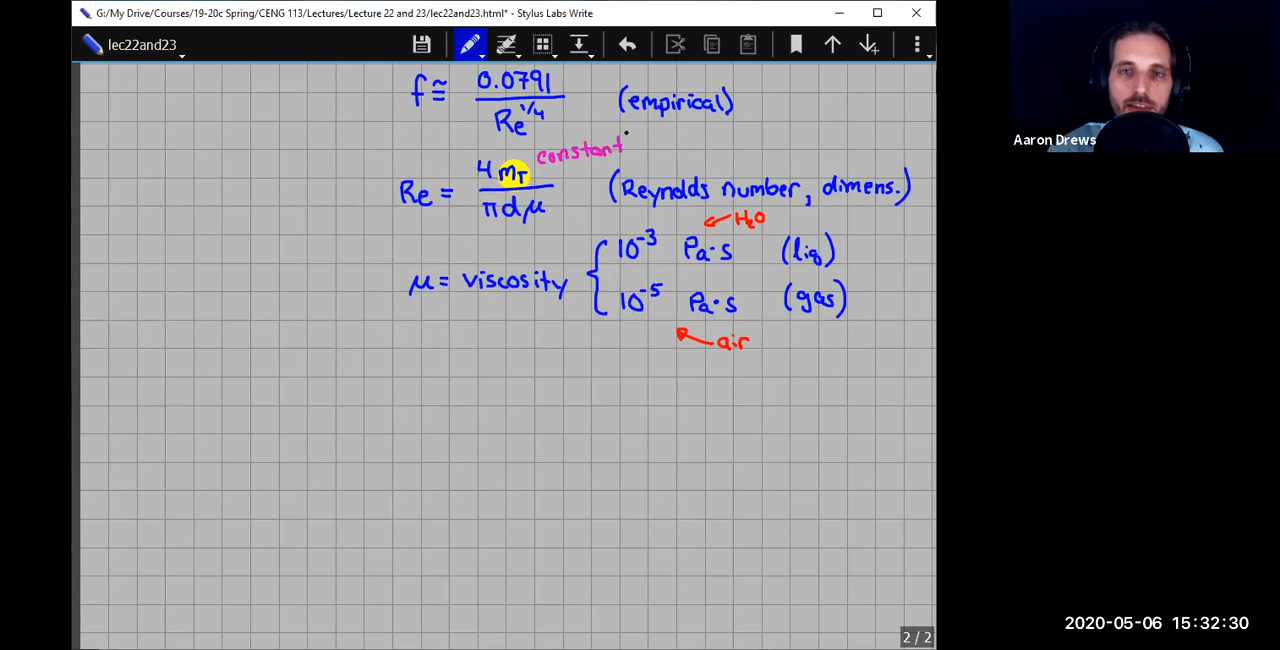 G:/My Drive/Courses/19-20c Spring/CENG 113/Lectures/Lecture 22 and 23/lec22and23.html* - Stylus Labs Write
lec22and23
f ≅ 0.0791 / Re^1/4 (empirical)
constant
Re = 4 m_T / π d μ (Reynolds number, dimens.)
H2O
μ = viscosity { 10^-3 Pa·s (liq)
10^-5 Pa·s (gas)
air
2 / 2
Aaron Drews
2020-05-06 15:32:30